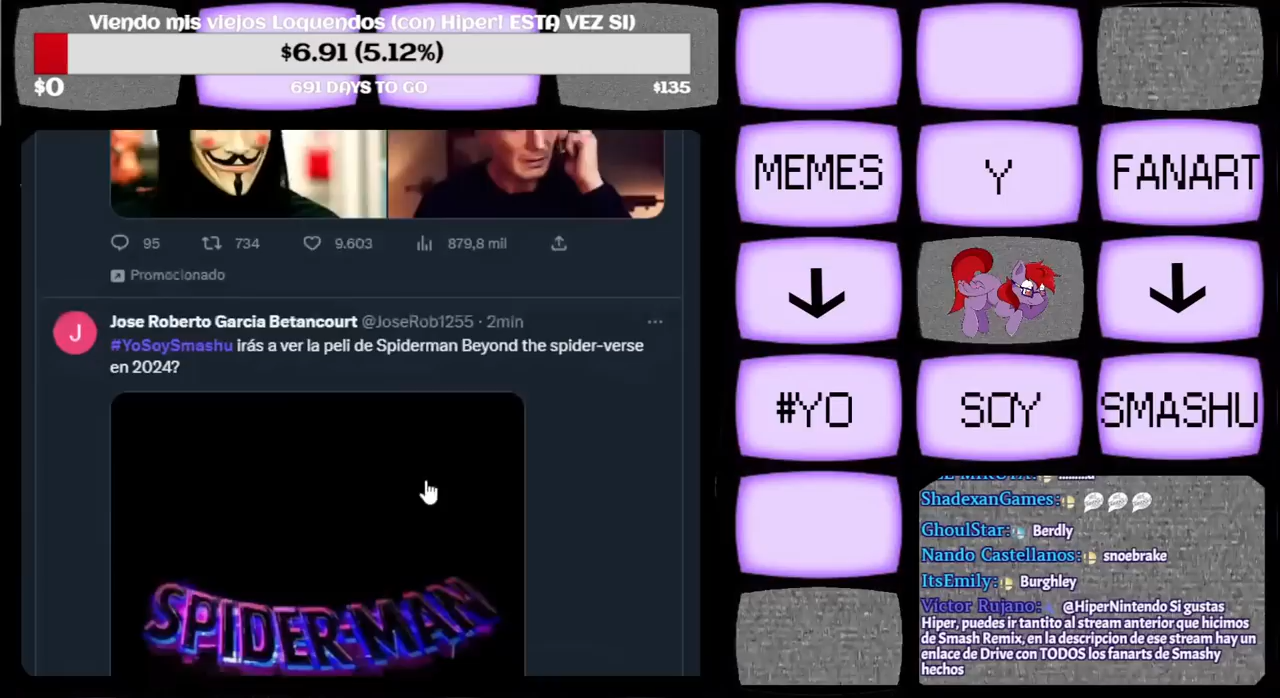 Viendo mis viejos Loquendos (con Hiper! ESTA VEZ SI)
$6.91 (5.12%)
$0
691 DAYS TO GO
$135
MEMES
Y
FANART
#YO
SOY
SMASHU
95
734
9.603
879,8 mil
Promocionado
J
Jose Roberto Garcia Betancourt @JoseRob1255 · 2min
#YoSoySmashu irás a ver la peli de Spiderman Beyond the spider-verse
en 2024?
SPIDER-MAN
ShadexanGames:
GhoulStar: Berdly
Nando Castellanos: snoebrake
ItsEmily: Burghley
Víctor Rujano: @HiperNintendo Si gustas
Hiper, puedes ir tantito al stream anterior que hicimos
de Smash Remix, en la descripcion de ese stream hay un
enlace de Drive con TODOS los fanarts de Smashy
hechos